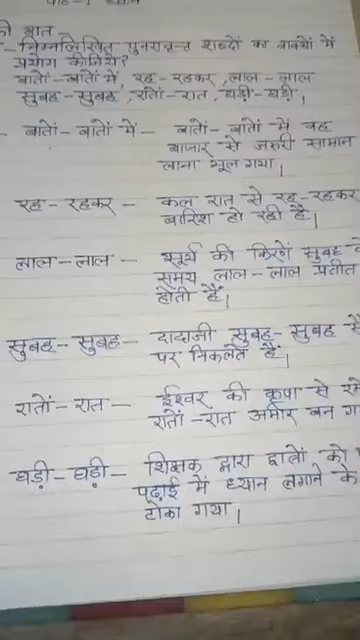 पाठ-1
की बात -
- निम्नलिखित पुनरावृत्त शब्दों का वाक्यों में
प्रयोग कीजिये?
बातों-बातों में, रह-रहकर, लाल-लाल
सुबह-सुबह, रातों-रात, घड़ी-घड़ी,
- बातों-बातों में - बातों-बातों में वह
बाजार से जरुरी सामान
लाना भूल गया।
रह-रहकर - कल रात से रह-रहकर
बारिश हो रही है।
लाल-लाल - सूर्य की किरणें सुबह
समय लाल-लाल प्रतीत
होती हैं।
सुबह-सुबह - दादाजी सुबह-सुबह
पर निकलते हैं।
रातों-रात - ईश्वर की कृपा से
रातों-रात अमीर बन
घड़ी-घड़ी - शिक्षक द्वारा छात्रों को
पढ़ाई में ध्यान लगाने के
टोका गया।